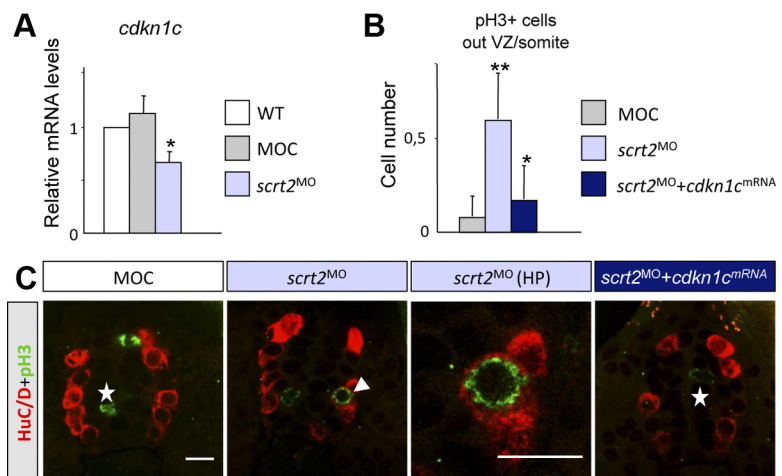 A
cdkn1c
Relative mRNA levels
1
0
*
WT
MOC
scrt2MO
B
pH3+ cells
out VZ/somite
Cell number
0,5
0
**
*
MOC
scrt2MO
scrt2MO+cdkn1cmRNA
C
MOC
scrt2MO
scrt2MO (HP)
scrt2MO+cdkn1cmRNA
HuC/D+pH3